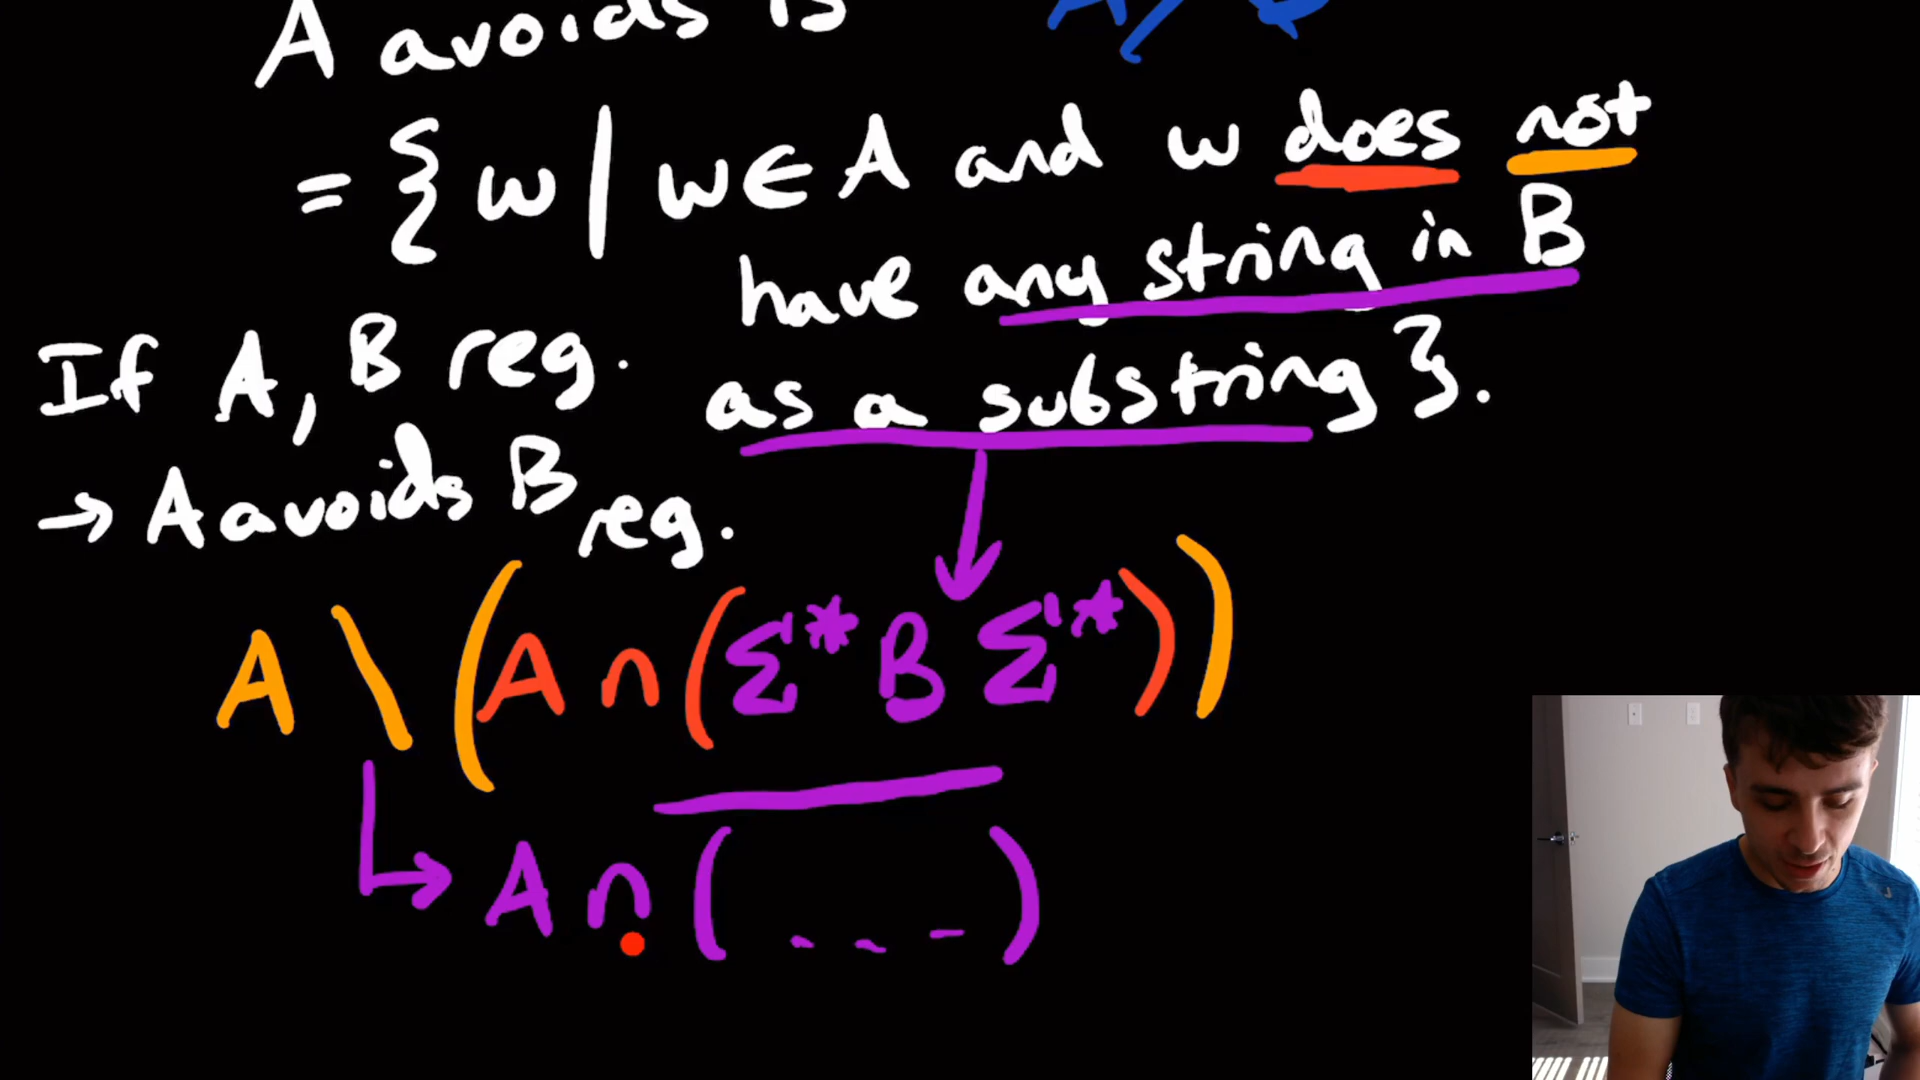 A avoids B
= { w | w ∈ A and w does not
have any string in B
as a substring }.
If A, B reg.
→ A avoids B reg.
A \ (A ∩ (Σ* B Σ*))
A ∩ ( _ _ _ )